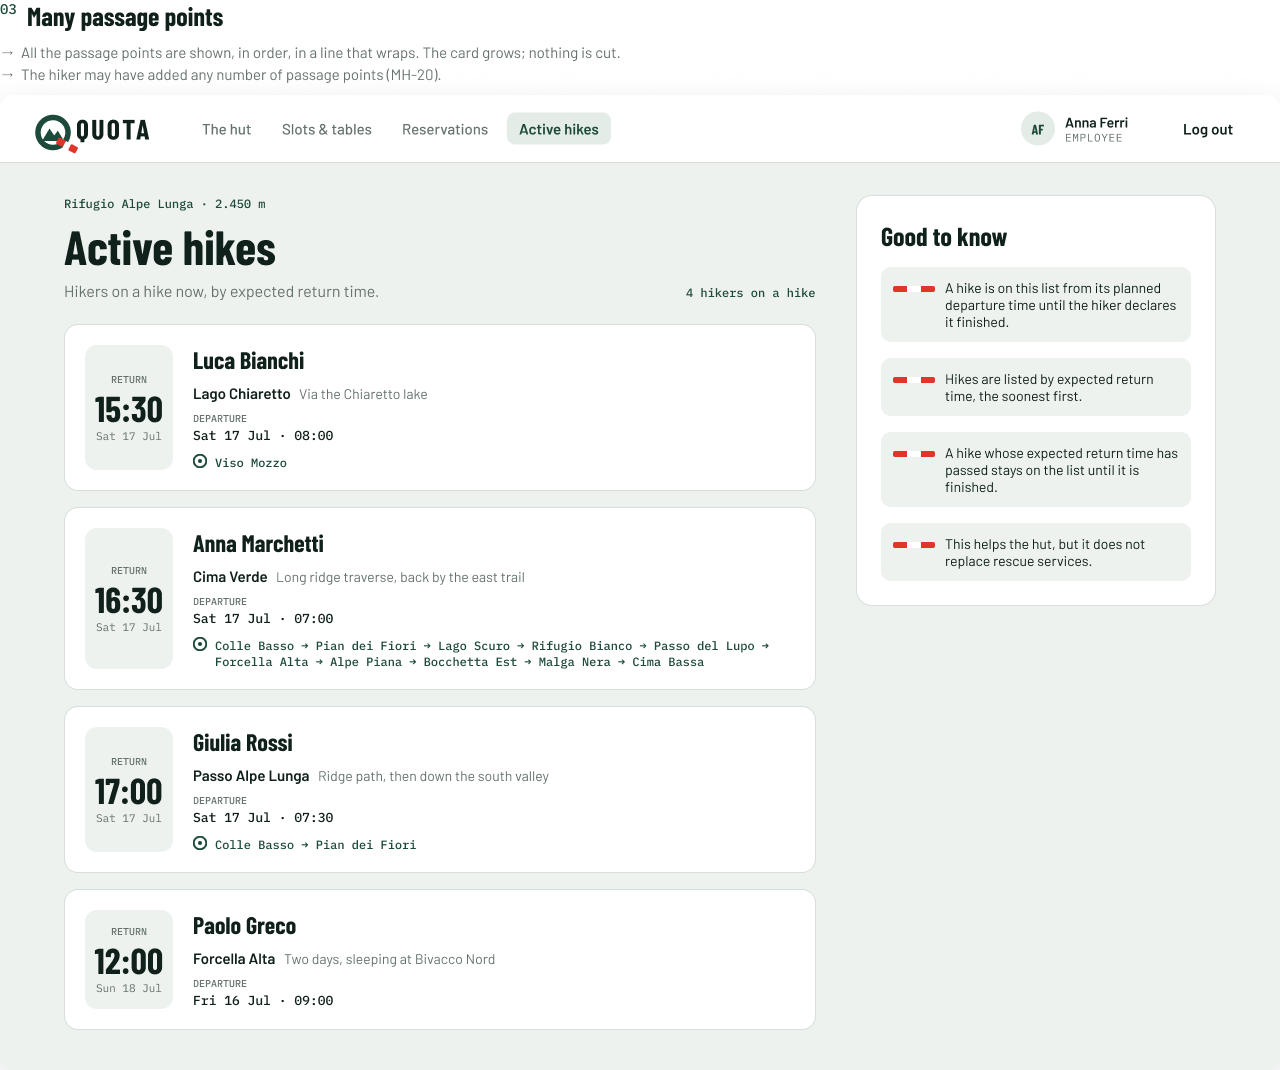 03 Many passage points
→ All the passage points are shown, in order, in a line that wraps. The card grows; nothing is cut.
→ The hiker may have added any number of passage points (MH-20).
QUOTA The hut Slots & tables Reservations Active hikes AF Anna Ferri Log out
EMPLOYEE
Rifugio Alpe Lunga · 2.450 m
Active hikes
Hikers on a hike now, by expected return time. 4 hikers on a hike
RETURN
15:30
Sat 17 Jul
Luca Bianchi
Lago Chiaretto Via the Chiaretto lake
DEPARTURE
Sat 17 Jul · 08:00
Viso Mozzo
RETURN
16:30
Sat 17 Jul
Anna Marchetti
Cima Verde Long ridge traverse, back by the east trail
DEPARTURE
Sat 17 Jul · 07:00
Colle Basso → Pian dei Fiori → Lago Scuro → Rifugio Bianco → Passo del Lupo →
Forcella Alta → Alpe Piana → Bocchetta Est → Malga Nera → Cima Bassa
RETURN
17:00
Sat 17 Jul
Giulia Rossi
Passo Alpe Lunga Ridge path, then down the south valley
DEPARTURE
Sat 17 Jul · 07:30
Colle Basso → Pian dei Fiori
RETURN
12:00
Sun 18 Jul
Paolo Greco
Forcella Alta Two days, sleeping at Bivacco Nord
DEPARTURE
Fri 16 Jul · 09:00
Good to know
A hike is on this list from its planned
departure time until the hiker declares
it finished.
Hikes are listed by expected return
time, the soonest first.
A hike whose expected return time has
passed stays on the list until it is
finished.
This helps the hut, but it does not
replace rescue services.